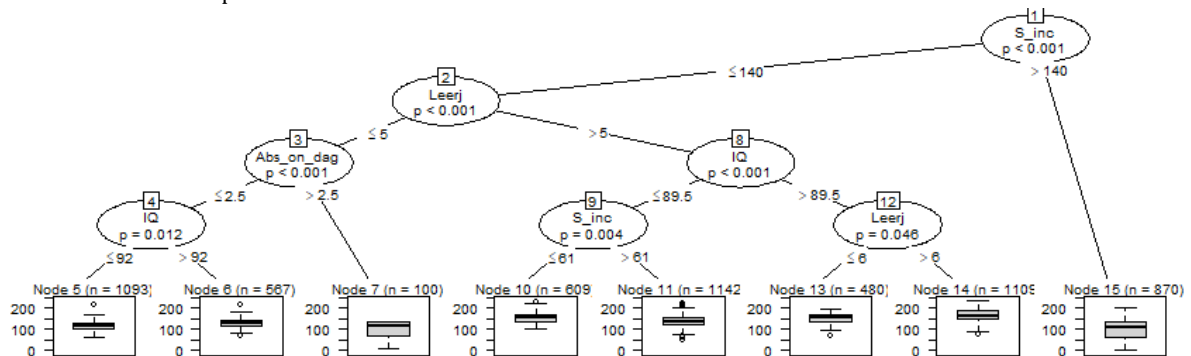 1
S_inc
p < 0.001
≤140
> 140
2
Leerj
p < 0.001
≤5
>5
3
Abs_on_dag
p < 0.001
8
IQ
p < 0.001
≤2.5
> 2.5
≤89.5
> 89.5
4
IQ
p = 0.012
9
S_inc
p = 0.004
12
Leerj
p = 0.046
≤92
> 92
≤61
> 61
≤6
> 6
Node 5 (n = 1093)
Node 6 (n = 567)
Node 7 (n = 100)
Node 10 (n = 609)
Node 11 (n = 1142
Node 13 (n = 480)
Node 14 (n = 1109
Node 15 (n = 870)
200 200 200 200 200 200 200 200
100 100 100 100 100 100 100 100
0 0 0 0 0 0 0 0